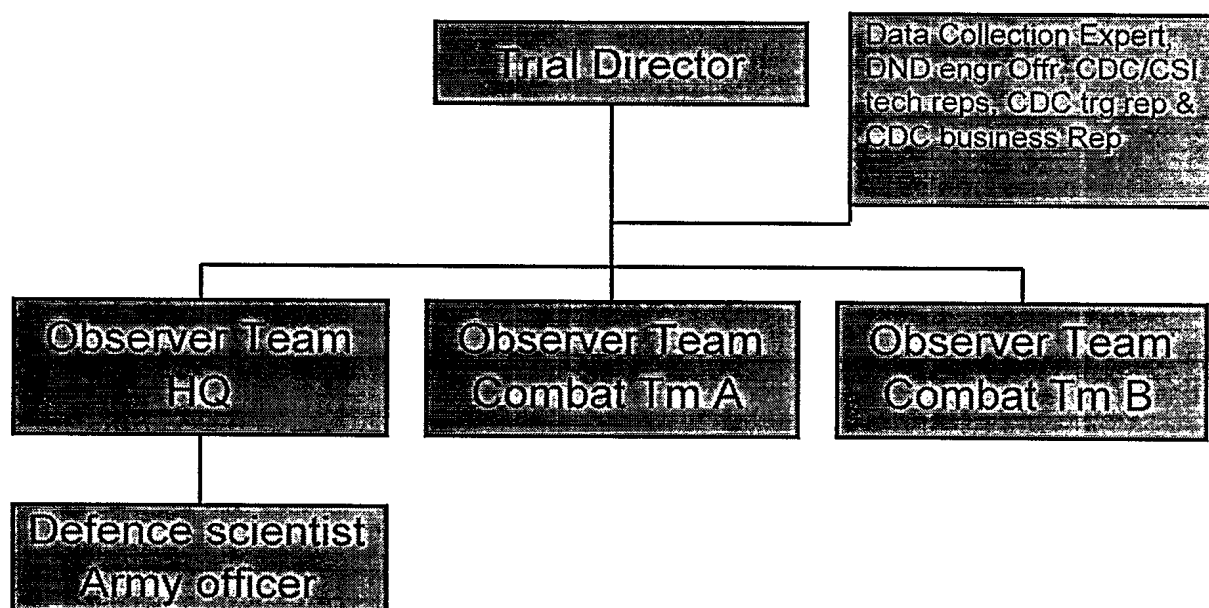 Trial Director
Data Collection Expert,
DND engr Offr, CDC/CSI
tech reps, CDC trg rep &
CDC business Rep
Observer Team
HQ
Observer Team
Combat Tm A
Observer Team
Combat Tm B
Defence scientist
Army officer